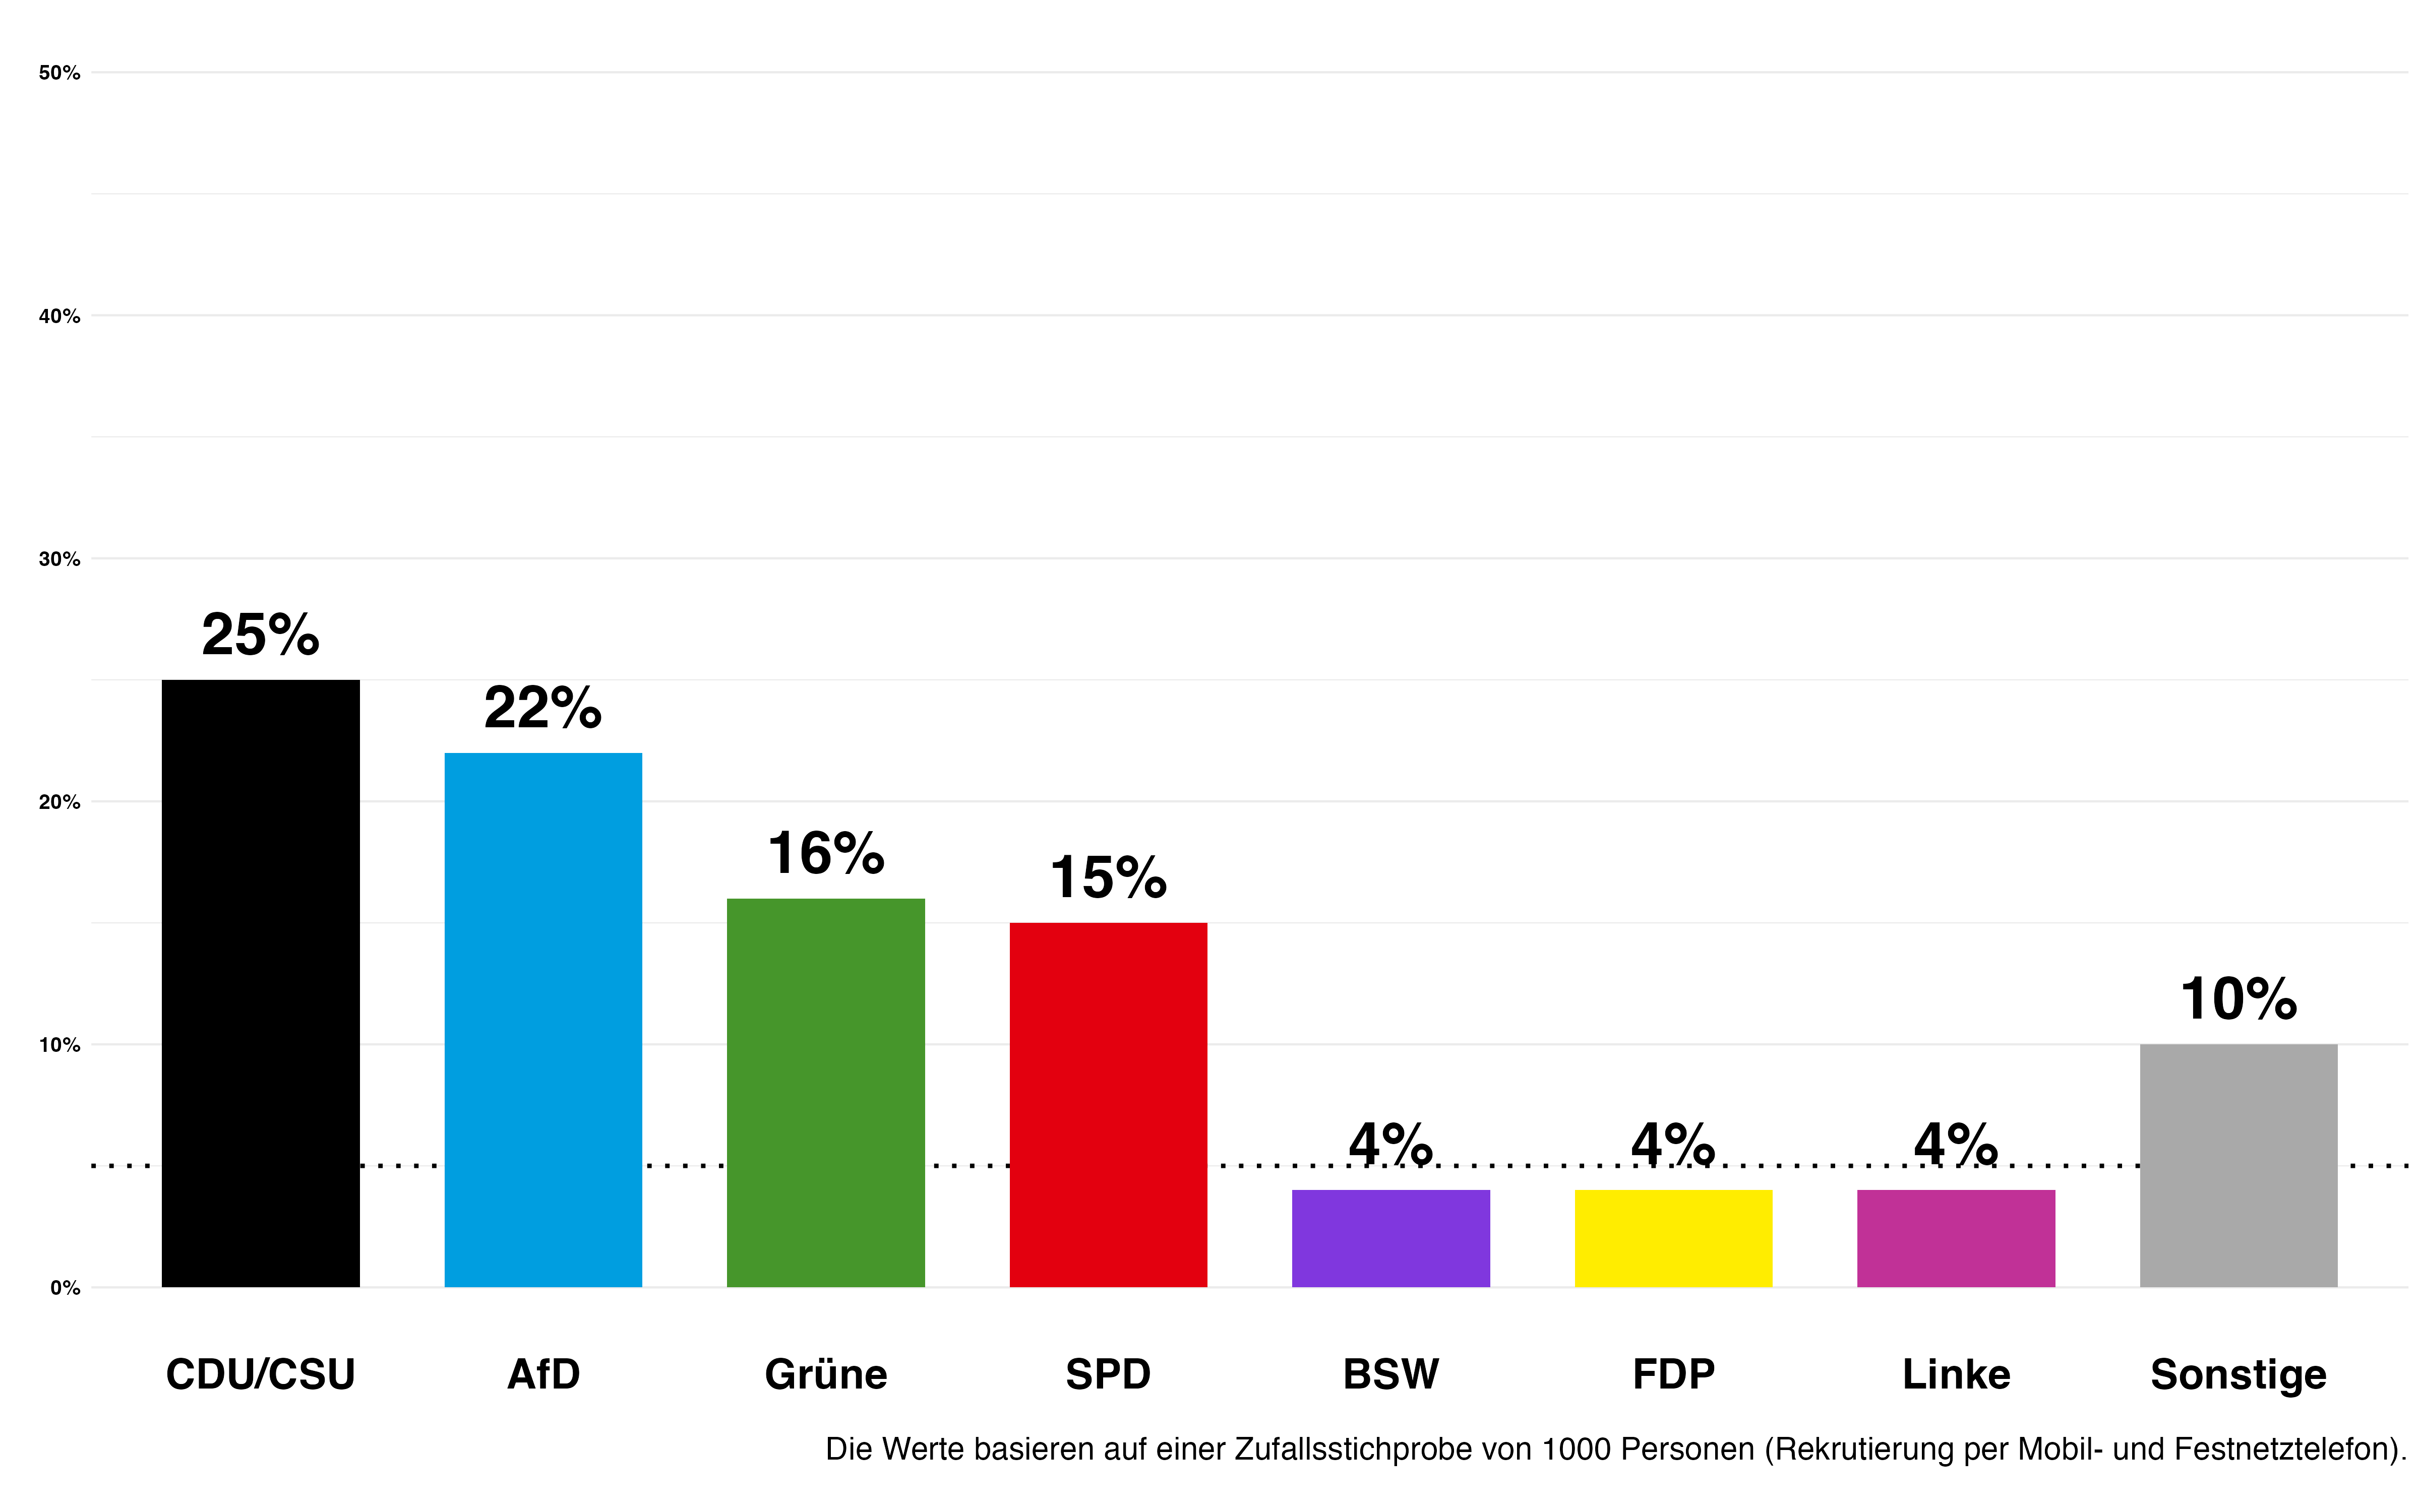 50%
40%
30%
20%
10%
0%
25%
22%
16%
15%
4%
4%
4%
10%
CDU/CSU
AfD
Grüne
SPD
BSW
FDP
Linke
Sonstige
Die Werte basieren auf einer Zufallsstichprobe von 1000 Personen (Rekrutierung per Mobil- und Festnetztelefon).